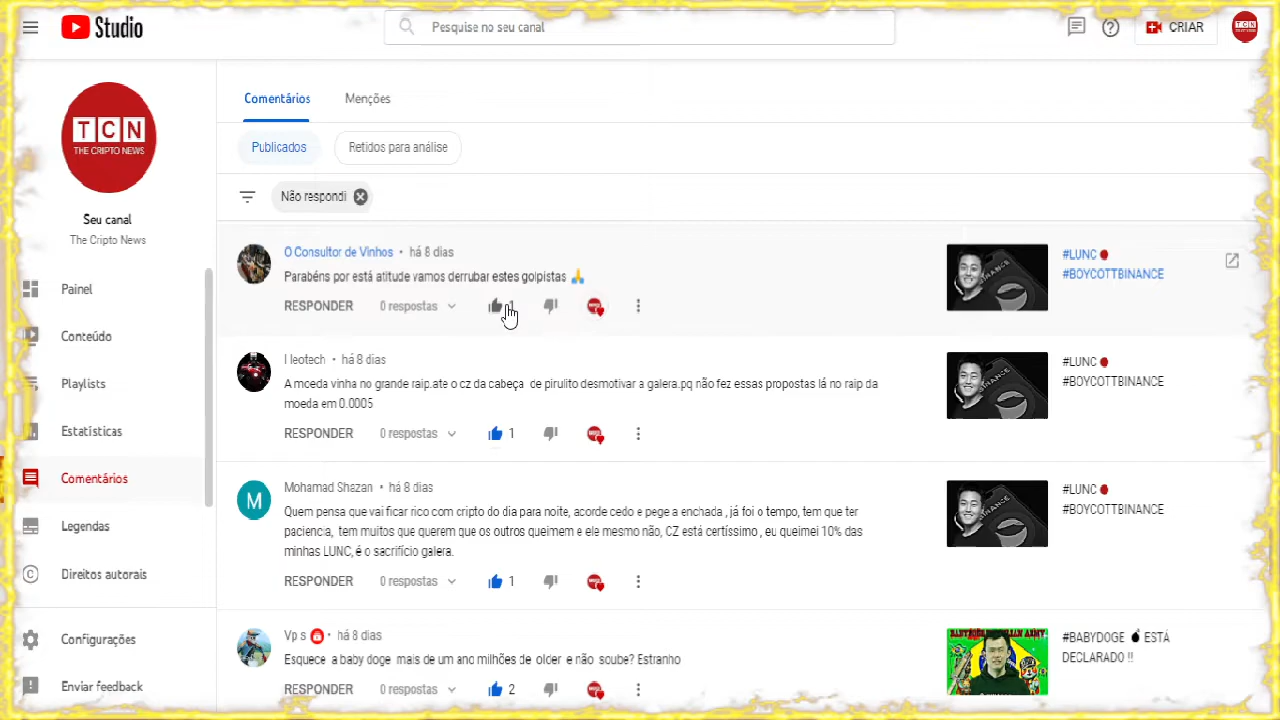 Studio
Pesquise no seu canal
CRIAR
TCN
THE CRIPTO NEWS
Seu canal
The Cripto News
Painel
Conteúdo
Playlists
Estatísticas
Comentários
Legendas
Direitos autorais
Configurações
Enviar feedback
Comentários
Menções
Publicados
Retidos para análise
Não respondi
O Consultor de Vinhos • há 8 dias
Parabéns por está atitude vamos derrubar estes golpistas 🙏
RESPONDER 0 respostas 1
#LUNC
#BOYCOTTBINANCE
I leotech • há 8 dias
A moeda vinha no grande raip.ate o cz da cabeça de pirulito desmotivar a galera.pq não fez essas propostas lá no raip da
moeda em 0.0005
RESPONDER 0 respostas 1
#LUNC
#BOYCOTTBINANCE
M
Mohamad Shazan • há 8 dias
Quem pensa que vai ficar rico com cripto do dia para noite, acorde cedo e pege a enchada , já foi o tempo, tem que ter
paciencia, tem muitos que querem que os outros queimem e ele mesmo não, CZ está certíssimo , eu queimei 10% das
minhas LUNC, é o sacrifício galera.
RESPONDER 0 respostas 1
#LUNC
#BOYCOTTBINANCE
Vp s • há 8 dias
Esquece a baby doge mais de um ano milhões de older e não soube? Estranho
RESPONDER 0 respostas 2
#BABYDOGE 💣 ESTÁ
DECLARADO !!